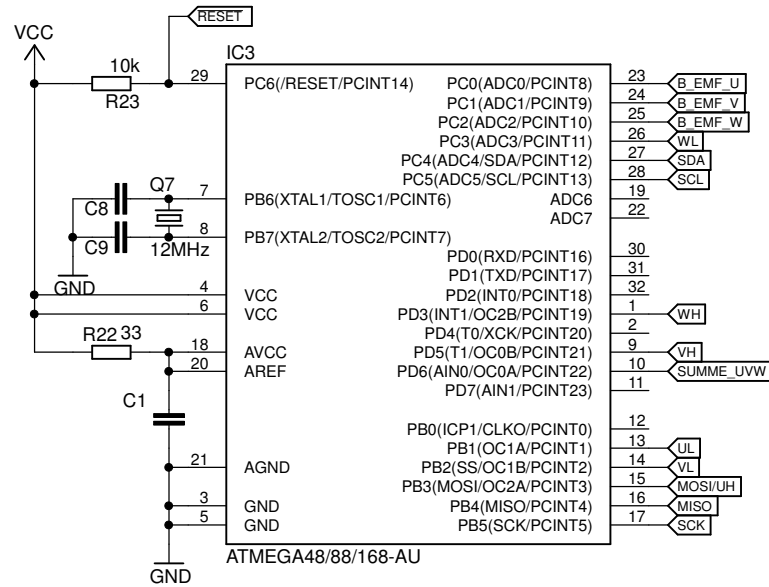 RESET
VCC
IC3
10k
R23
29
PC6(/RESET/PCINT14)
PC0(ADC0/PCINT8)
23
B_EMF_U
PC1(ADC1/PCINT9)
24
B_EMF_V
PC2(ADC2/PCINT10)
25
B_EMF_W
PC3(ADC3/PCINT11)
26
WL
PC4(ADC4/SDA/PCINT12)
27
SDA
PC5(ADC5/SCL/PCINT13)
28
SCL
ADC6
19
ADC7
22
C8
Q7
7
PB6(XTAL1/TOSC1/PCINT6)
C9
12MHz
8
PB7(XTAL2/TOSC2/PCINT7)
GND
PD0(RXD/PCINT16)
30
PD1(TXD/PCINT17)
31
PD2(INT0/PCINT18)
32
PD3(INT1/OC2B/PCINT19)
1
WH
PD4(T0/XCK/PCINT20)
2
PD5(T1/OC0B/PCINT21)
9
VH
PD6(AIN0/OC0A/PCINT22)
10
SUMME_UVW
PD7(AIN1/PCINT23)
11
4
VCC
6
VCC
R22 33
18
AVCC
20
AREF
C1
21
AGND
3
GND
5
GND
PB0(ICP1/CLKO/PCINT0)
12
PB1(OC1A/PCINT1)
13
UL
PB2(SS/OC1B/PCINT2)
14
VL
PB3(MOSI/OC2A/PCINT3)
15
MOSI/UH
PB4(MISO/PCINT4)
16
MISO
PB5(SCK/PCINT5)
17
SCK
GND
ATMEGA48/88/168-AU